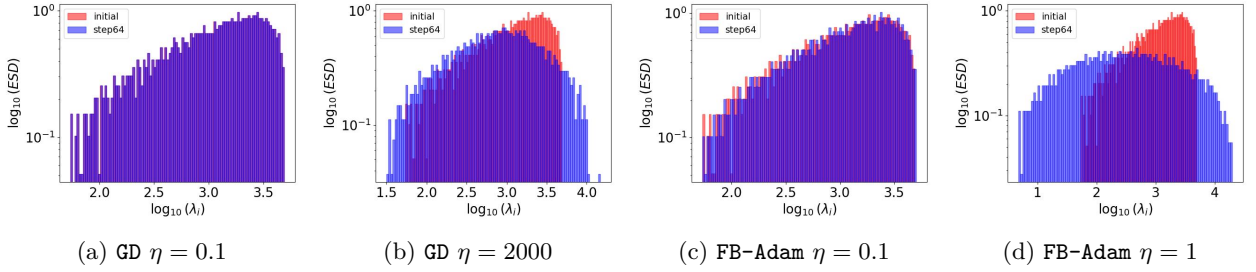 10⁰
10⁻¹
log₁₀(ESD)
initial
step64
2.0 2.5 3.0 3.5
log₁₀(λᵢ)
(a) GD η = 0.1
10⁰
10⁻¹
log₁₀(ESD)
initial
step64
1.5 2.0 2.5 3.0 3.5 4.0
log₁₀(λᵢ)
(b) GD η = 2000
10⁰
10⁻¹
log₁₀(ESD)
initial
step64
2.0 2.5 3.0 3.5
log₁₀(λᵢ)
(c) FB-Adam η = 0.1
10⁰
10⁻¹
log₁₀(ESD)
initial
step64
1 2 3 4
log₁₀(λᵢ)
(d) FB-Adam η = 1